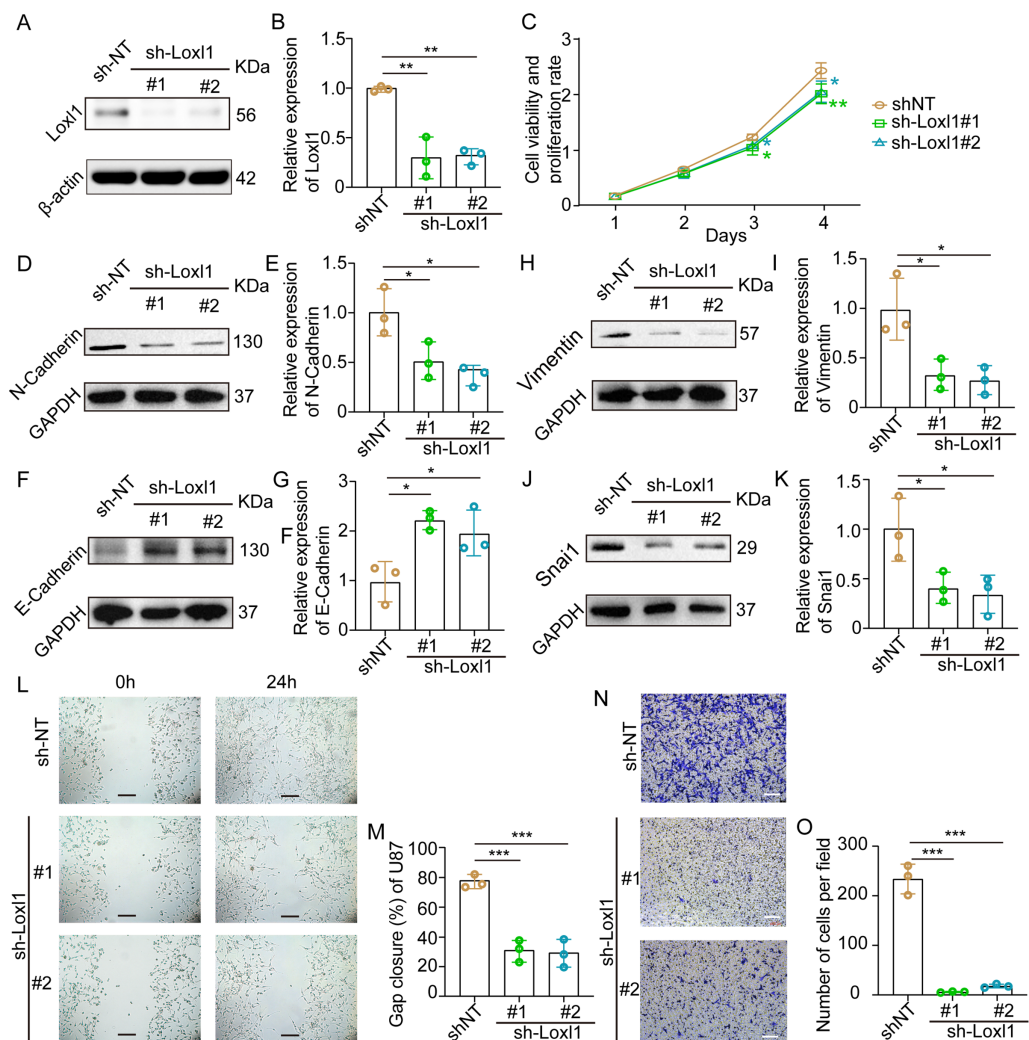 A
sh-NT
sh-Loxl1
#1
#2
KDa
Loxl1
56
β-actin
42
B
Relative expression
of Loxl1
1.5
1.0
0.5
0
**
**
shNT
#1
#2
sh-Loxl1
C
Cell viability and
proliferation rate
3
2
1
0
1
2
3
4
Days
*
*
*
**
shNT
sh-Loxl1#1
sh-Loxl1#2
D
sh-NT
sh-Loxl1
#1
#2
KDa
N-Cadherin
130
GAPDH
37
E
Relative expression
of N-Cadherin
1.5
1.0
0.5
0
*
*
shNT
#1
#2
sh-Loxl1
H
sh-NT
sh-Loxl1
#1
#2
KDa
Vimentin
57
GAPDH
37
I
Relative expression
of Vimentin
1.5
1.0
0.5
0
*
*
shNT
#1
#2
sh-Loxl1
F
sh-NT
sh-Loxl1
#1
#2
KDa
E-Cadherin
130
GAPDH
37
G
F
Relative expression
of E-Cadherin
3
2
1
0
*
*
shNT
#1
#2
sh-Loxl1
J
sh-NT
sh-Loxl1
#1
#2
KDa
Snai1
29
GAPDH
37
K
Relative expression
of Snai1
1.5
1.0
0.5
0
*
*
shNT
#1
#2
sh-Loxl1
L
0h
24h
sh-NT
sh-Loxl1
#1
#2
M
Gap closure (%) of U87
100
80
60
40
20
0
***
***
shNT
#1
#2
sh-Loxl1
N
sh-NT
sh-Loxl1
#1
#2
O
Number of cells per field
300
200
100
0
***
***
shNT
#1
#2
sh-Loxl1